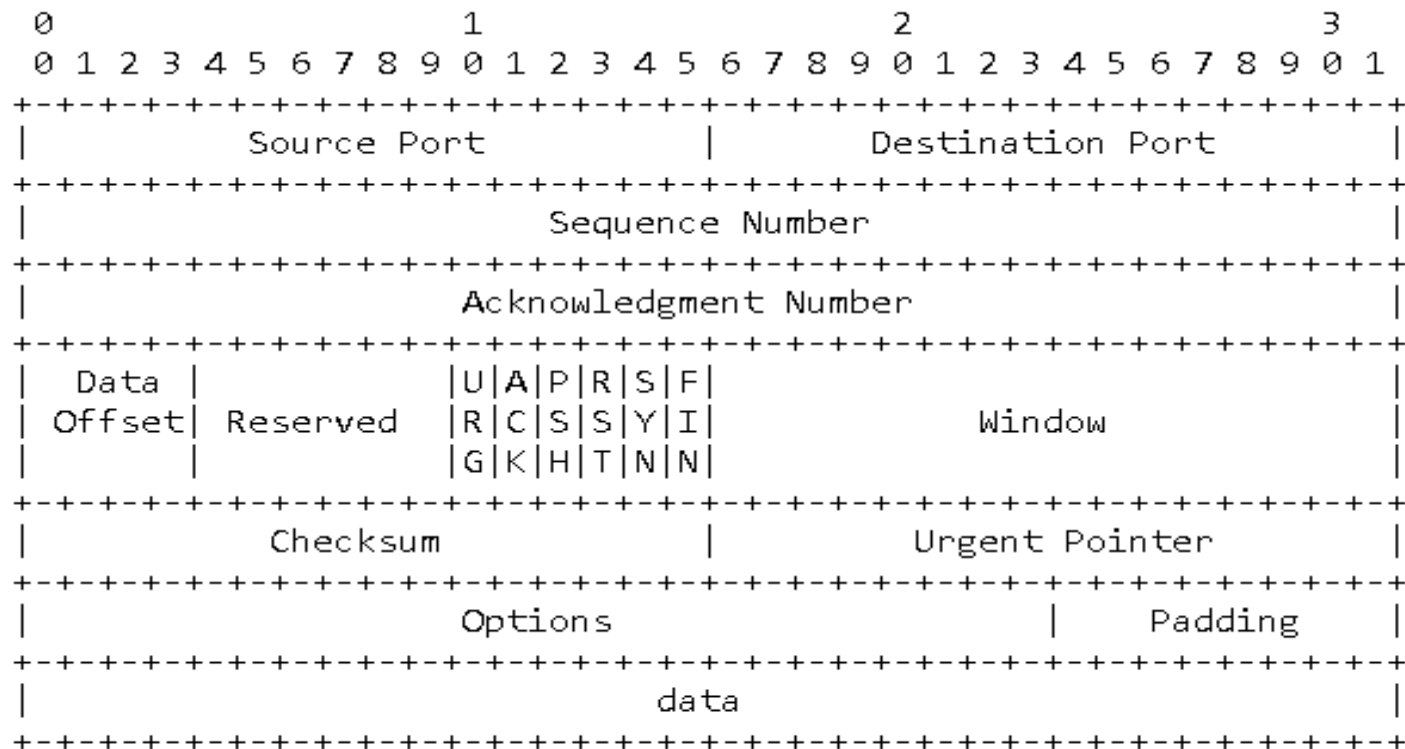 0                   1                   2                   3
 0 1 2 3 4 5 6 7 8 9 0 1 2 3 4 5 6 7 8 9 0 1 2 3 4 5 6 7 8 9 0 1
+-+-+-+-+-+-+-+-+-+-+-+-+-+-+-+-+-+-+-+-+-+-+-+-+-+-+-+-+-+-+-+-+
|          Source Port          |       Destination Port        |
+-+-+-+-+-+-+-+-+-+-+-+-+-+-+-+-+-+-+-+-+-+-+-+-+-+-+-+-+-+-+-+-+
|                        Sequence Number                        |
+-+-+-+-+-+-+-+-+-+-+-+-+-+-+-+-+-+-+-+-+-+-+-+-+-+-+-+-+-+-+-+-+
|                    Acknowledgment Number                      |
+-+-+-+-+-+-+-+-+-+-+-+-+-+-+-+-+-+-+-+-+-+-+-+-+-+-+-+-+-+-+-+-+
|  Data |           |U|A|P|R|S|F|                               |
| Offset| Reserved  |R|C|S|S|Y|I|            Window             |
|       |           |G|K|H|T|N|N|                               |
+-+-+-+-+-+-+-+-+-+-+-+-+-+-+-+-+-+-+-+-+-+-+-+-+-+-+-+-+-+-+-+-+
|           Checksum            |         Urgent Pointer        |
+-+-+-+-+-+-+-+-+-+-+-+-+-+-+-+-+-+-+-+-+-+-+-+-+-+-+-+-+-+-+-+-+
|                    Options                    |    Padding    |
+-+-+-+-+-+-+-+-+-+-+-+-+-+-+-+-+-+-+-+-+-+-+-+-+-+-+-+-+-+-+-+-+
|                             data                              |
+-+-+-+-+-+-+-+-+-+-+-+-+-+-+-+-+-+-+-+-+-+-+-+-+-+-+-+-+-+-+-+-+